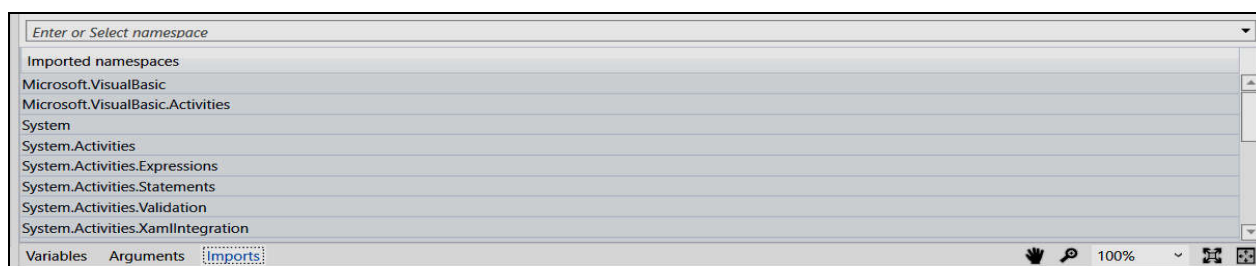 Enter or Select namespace
Imported namespaces
Microsoft.VisualBasic
Microsoft.VisualBasic.Activities
System
System.Activities
System.Activities.Expressions
System.Activities.Statements
System.Activities.Validation
System.Activities.XamlIntegration
Variables Arguments Imports 100%